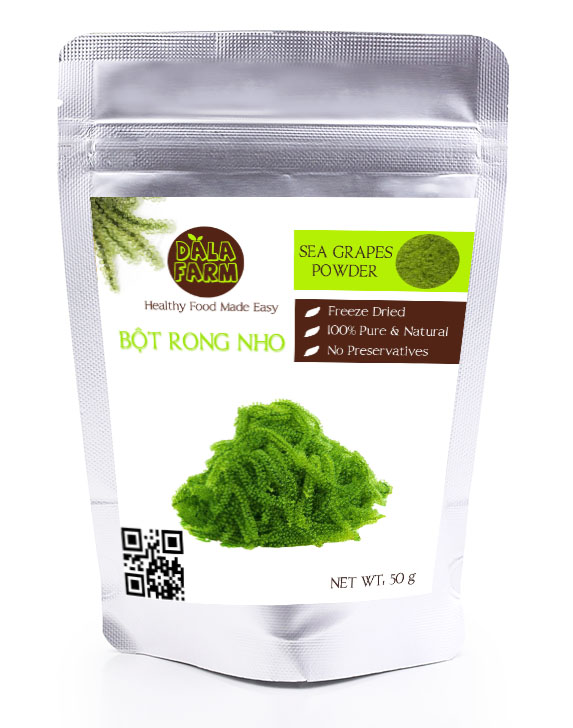 DALA
FARM
Healthy Food Made Easy
BỘT RONG NHO
SEA GRAPES
POWDER
Freeze Dried
100% Pure & Natural
No Preservatives
NET WT, 50 g